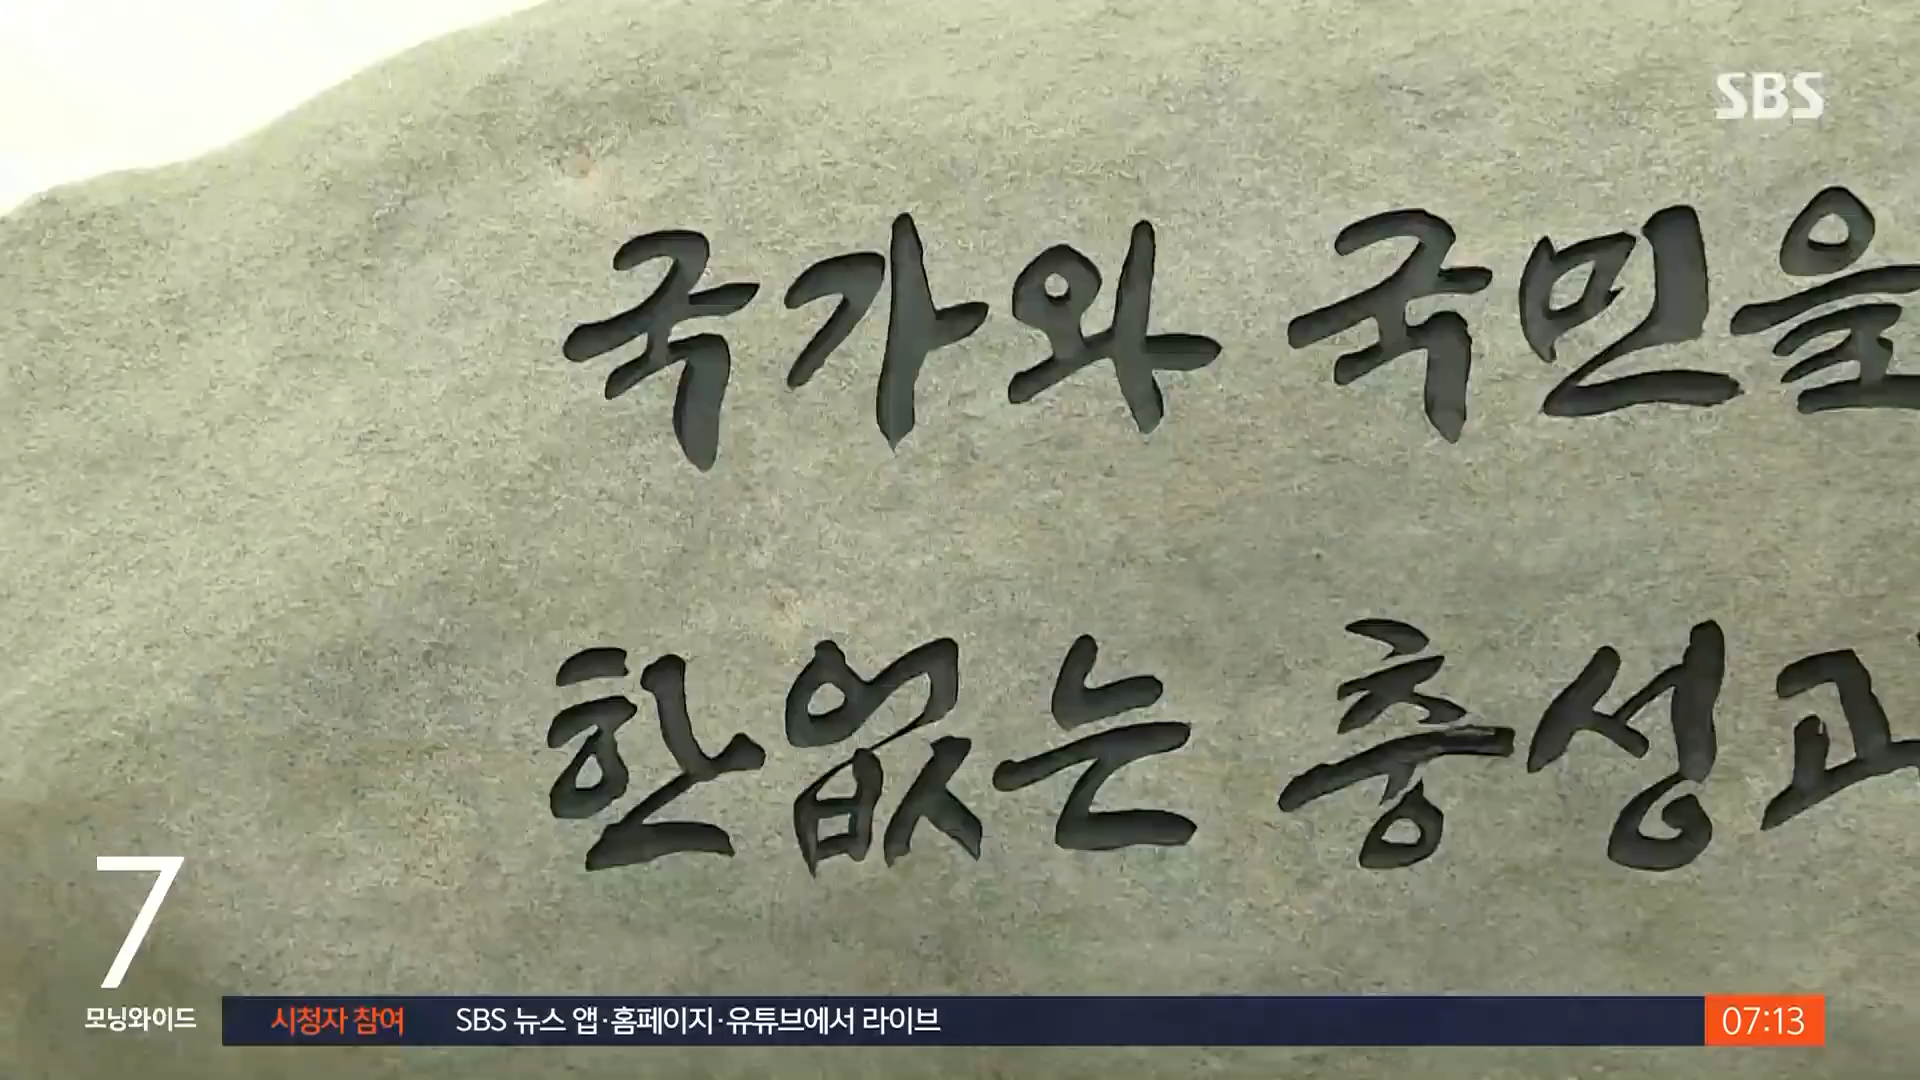 SBS
국가와 국민을
한없는 충성과
7
모닝와이드
시청자 참여 SBS 뉴스 앱·홈페이지·유튜브에서 라이브 07:13